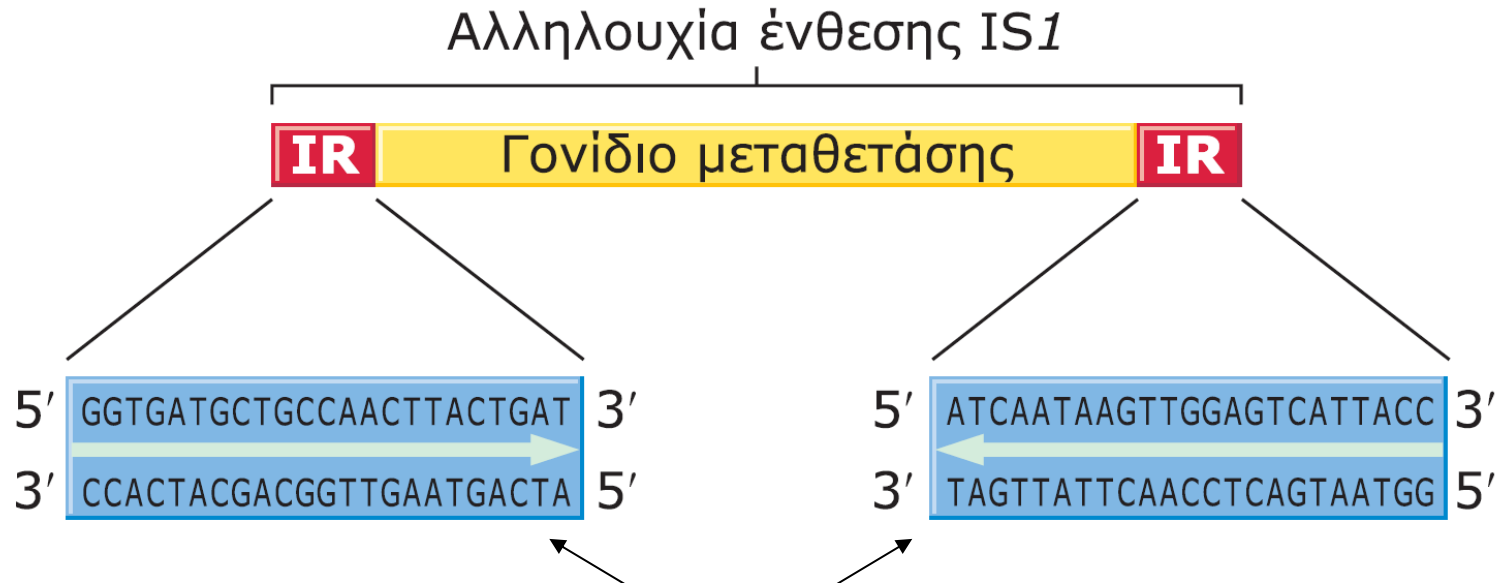 Αλληλουχία ένθεσης IS1
IR Γονίδιο μεταθετάσης IR
5′ GGTGATGCTGCCAACTTACTGAT 3′ 5′ ATCAATAAGTTGGAGTCATTACC 3′
3′ CCACTACGACGGTTGAATGACTA 5′ 3′ TAGTTATTCAACCTCAGTAATGG 5′